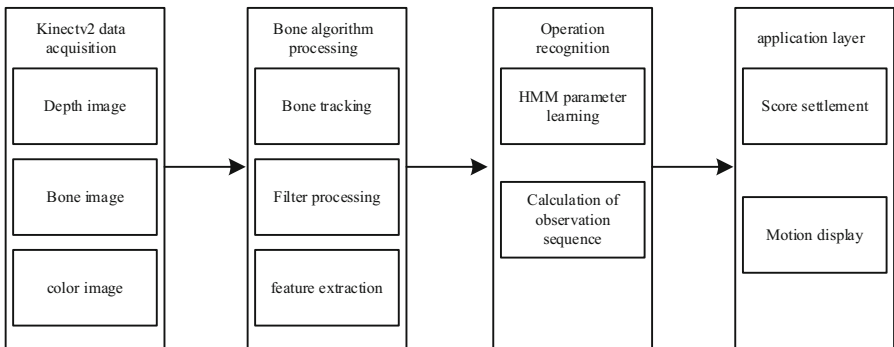 Kinectv2 data
acquisition
Depth image
Bone image
color image
Bone algorithm
processing
Bone tracking
Filter processing
feature extraction
Operation
recognition
HMM parameter
learning
Calculation of
observation
sequence
application layer
Score settlement
Motion display